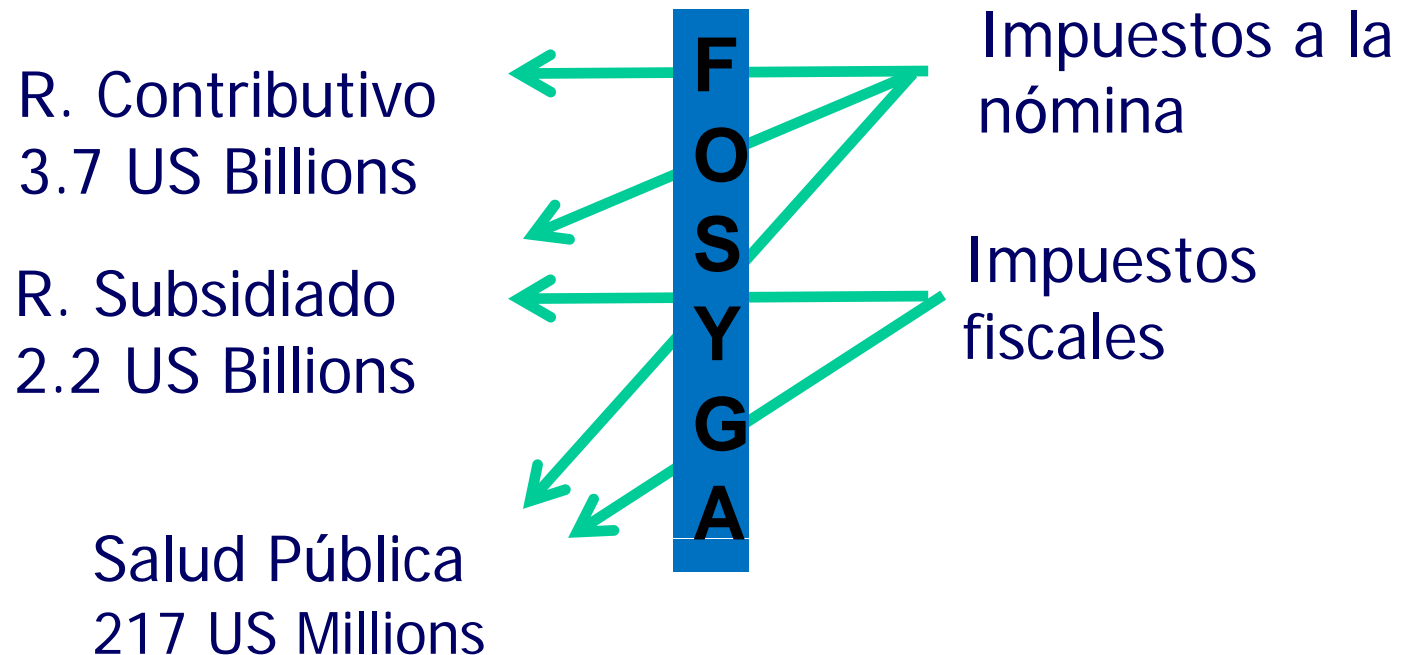 R. Contributivo
3.7 US Billions
R. Subsidiado
2.2 US Billions
Salud Pública
217 US Millions
F
O
S
Y
G
A
Impuestos a la
nómina
Impuestos
fiscales